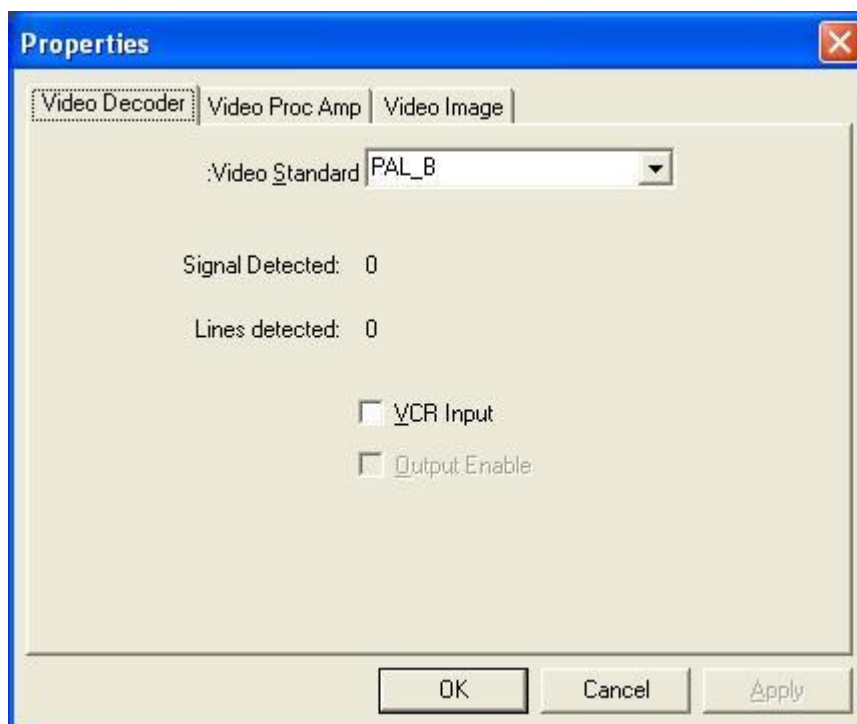 Properties
Video Decoder Video Proc Amp Video Image
:Video Standard PAL_B
Signal Detected: 0
Lines detected: 0
VCR Input
Output Enable
OK Cancel Apply